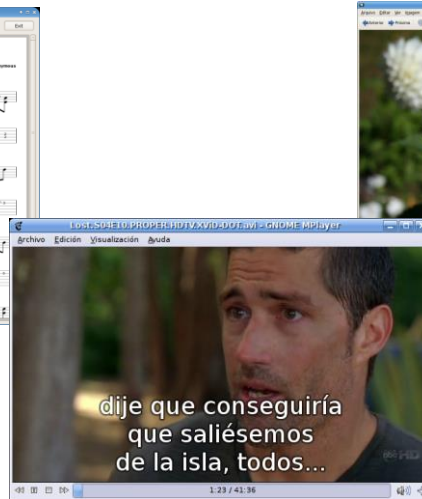 Exit
Lost.S04E10.PROPER.HDTV.XViD-DOT.avi - GNOME MPlayer
Archivo Edición Visualización Ayuda
dije que conseguiría
que saliésemos
de la isla, todos...
1:23 / 41:36